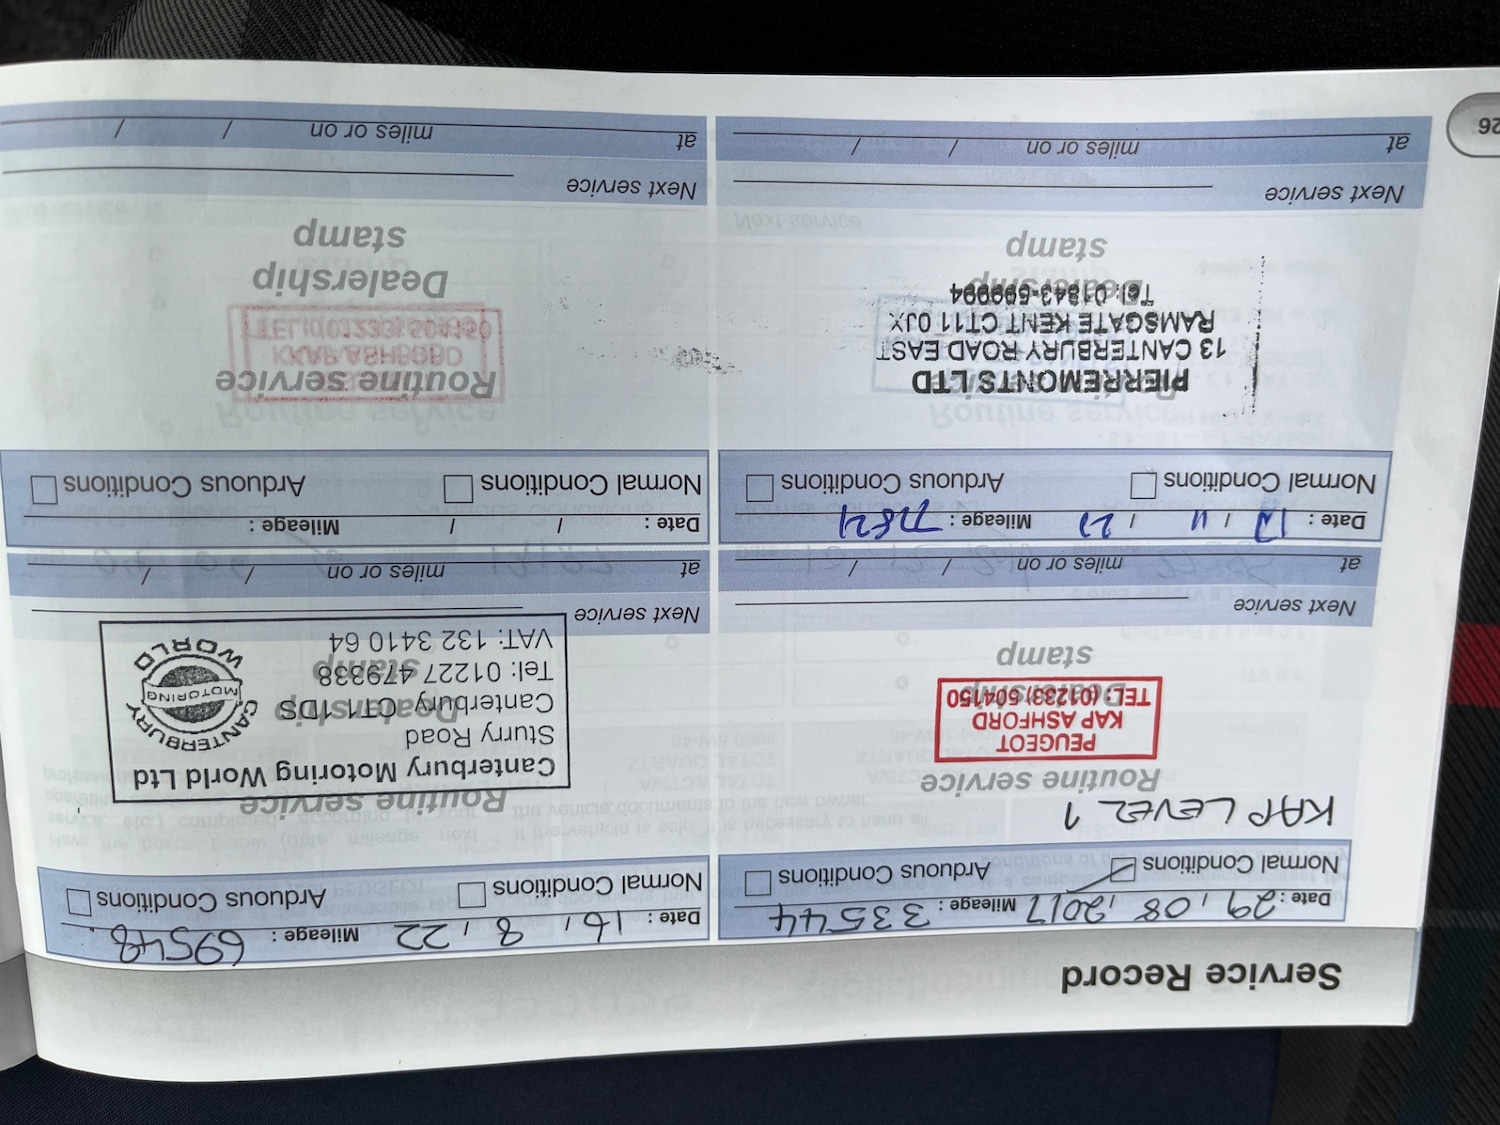 Service Record
Date : 29 / 08 / 2017 Mileage : 33544
Normal Conditions Arduous Conditions
KAP LEVEL 1
Routine service
PEUGEOT
KAP ASHFORD
TEL: (01233) 504150
Dealership
stamp
Next service
at miles or on / /
Date : 16 / 8 / 22 Mileage : 69548.
Normal Conditions Arduous Conditions
Routine service
Canterbury Motoring World Ltd
Sturry Road
Canterbury CT1 1DS
Tel: 01227 479338
VAT: 132 3410 64
CANTERBURY
MOTORING
WORLD
Dealership
stamp
Next service
at miles or on / /
Date : / 11 / Mileage :
Normal Conditions Arduous Conditions
PIERREMONTS LTD
13 CANTERBURY ROAD EAST
RAMSGATE KENT CT11 0JX
Tel: 01843-599994
stamp
Next service
at miles or on / /
Date : / / Mileage :
Normal Conditions Arduous Conditions
Routine service
Dealership
stamp
Next service
at miles or on / /
26